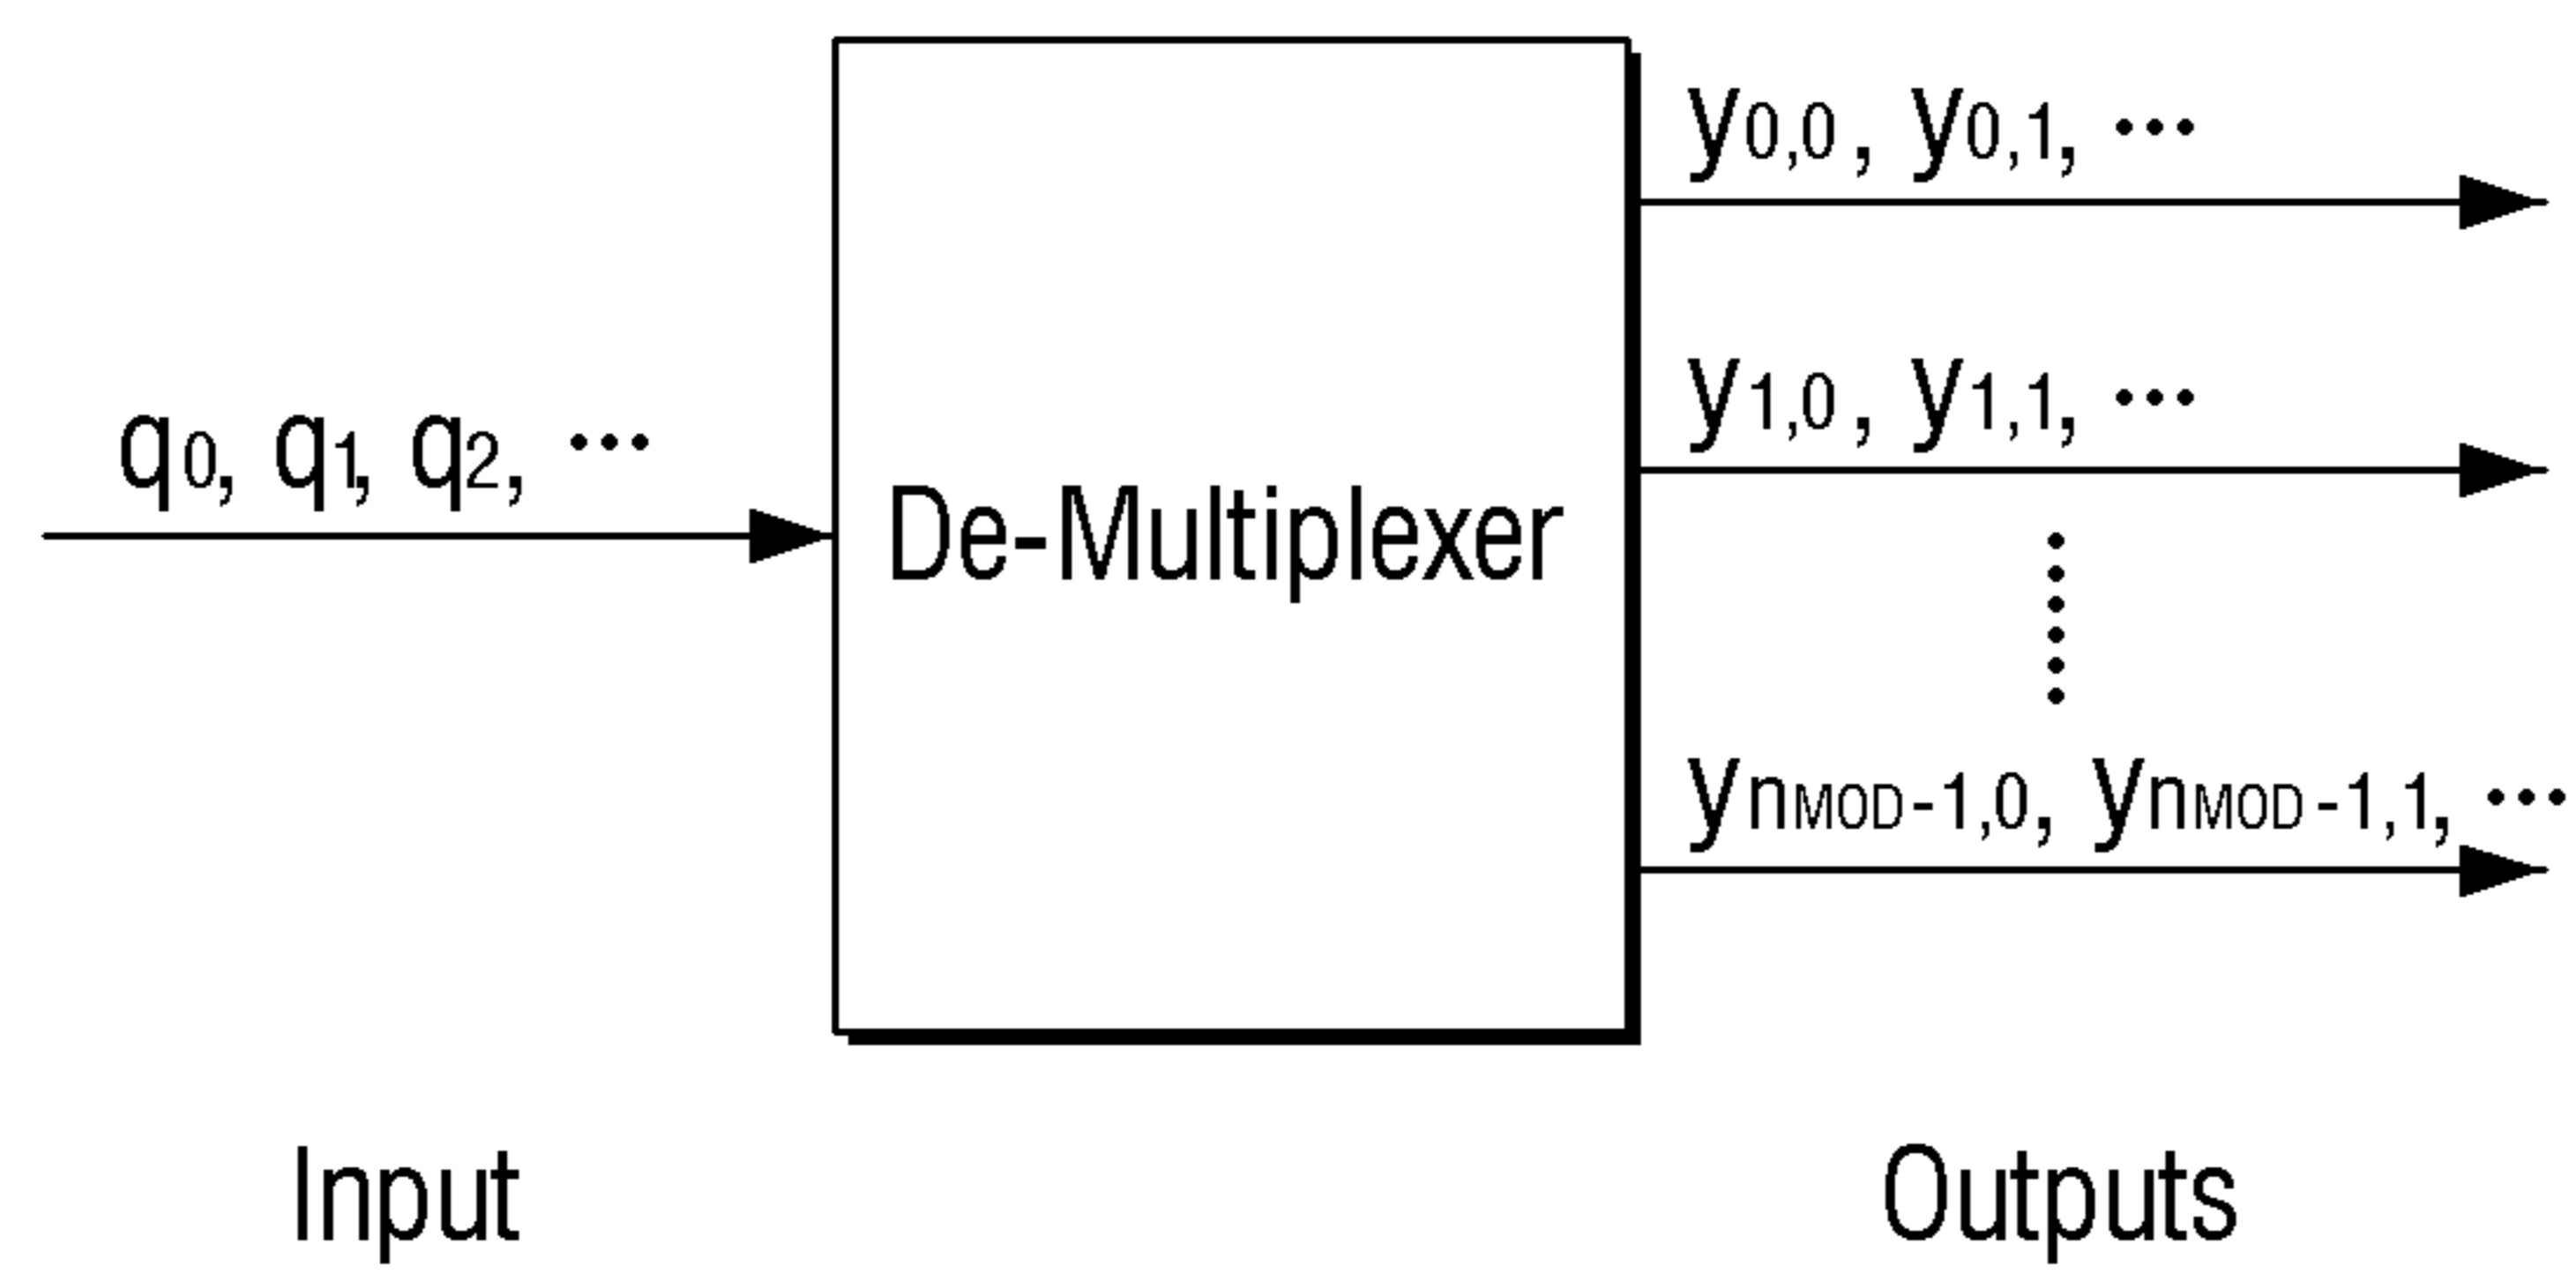 y0,0, y0,1, ⋯
y1,0, y1,1, ⋯
q0, q1, q2, ⋯
De-Multiplexer
ynMOD-1,0, ynMOD-1,1, ⋯
Input
Outputs